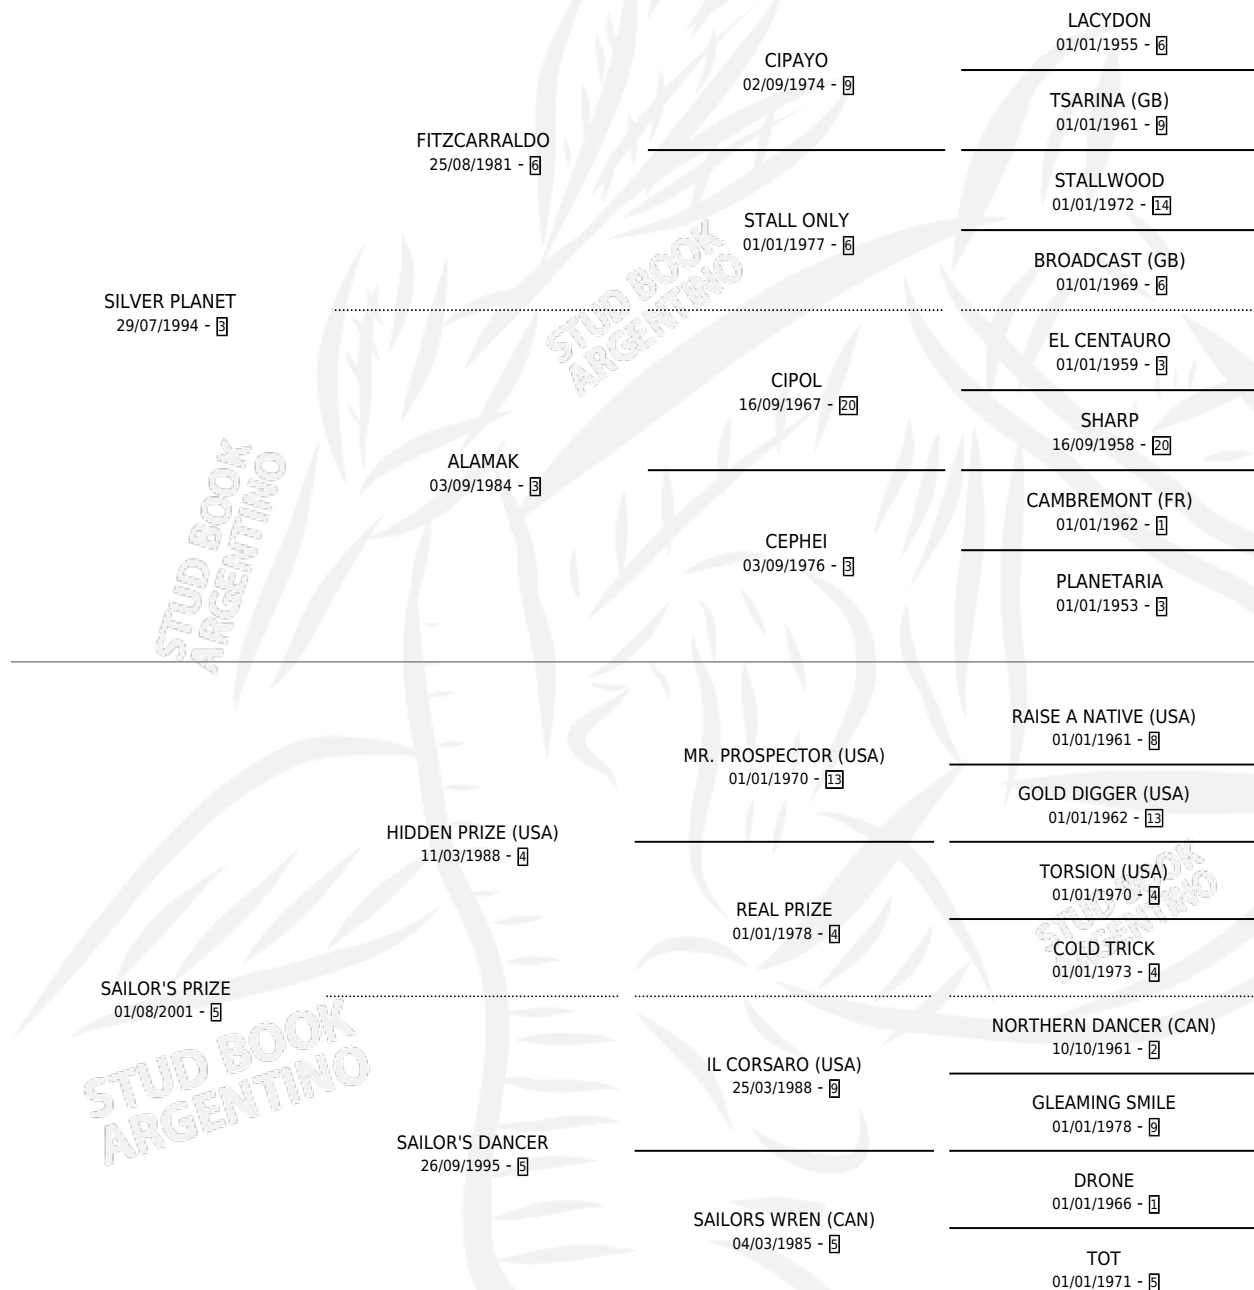 LACYDON
01/01/1955 - 6
CIPAYO
02/09/1974 - 9
TSARINA (GB)
01/01/1961 - 9
FITZCARRALDO
25/08/1981 - 6
STALLWOOD
01/01/1972 - 14
STALL ONLY
01/01/1977 - 6
BROADCAST (GB)
01/01/1969 - 6
SILVER PLANET
29/07/1994 - 3
STUD BOOK
ARGENTINO
EL CENTAURO
01/01/1959 - 3
CIPOL
16/09/1967 - 20
SHARP
16/09/1958 - 20
ALAMAK
03/09/1984 - 3
CAMBREMONT (FR)
01/01/1962 - 1
CEPHEI
03/09/1976 - 3
PLANETARIA
01/01/1953 - 3
STUD BOOK
ARGENTINO
RAISE A NATIVE (USA)
01/01/1961 - 8
MR. PROSPECTOR (USA)
01/01/1970 - 13
GOLD DIGGER (USA)
01/01/1962 - 13
HIDDEN PRIZE (USA)
11/03/1988 - 4
TORSION (USA)
01/01/1970 - 4
REAL PRIZE
01/01/1978 - 4
COLD TRICK
01/01/1973 - 4
STUD BOOK
ARGENTINO
SAILOR'S PRIZE
01/08/2001 - 5
NORTHERN DANCER (CAN)
10/10/1961 - 2
IL CORSARO (USA)
25/03/1988 - 9
GLEAMING SMILE
01/01/1978 - 9
STUD BOOK
ARGENTINO
SAILOR'S DANCER
26/09/1995 - 5
DRONE
01/01/1966 - 1
SAILORS WREN (CAN)
04/03/1985 - 5
TOT
01/01/1971 - 5